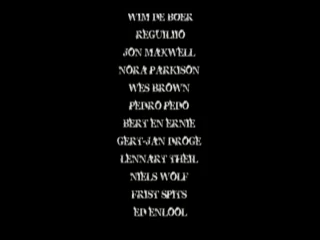 WIM DE BOER
REGUILHO
JON MAXWELL
NORA PARKISON
WES BROWN
PEDRO PEDO
BERT EN ERNIE
GERT-JAN DROGE
LENNART THEIL
NIELS WOLF
FRIST SPITS
ED ENLOOL